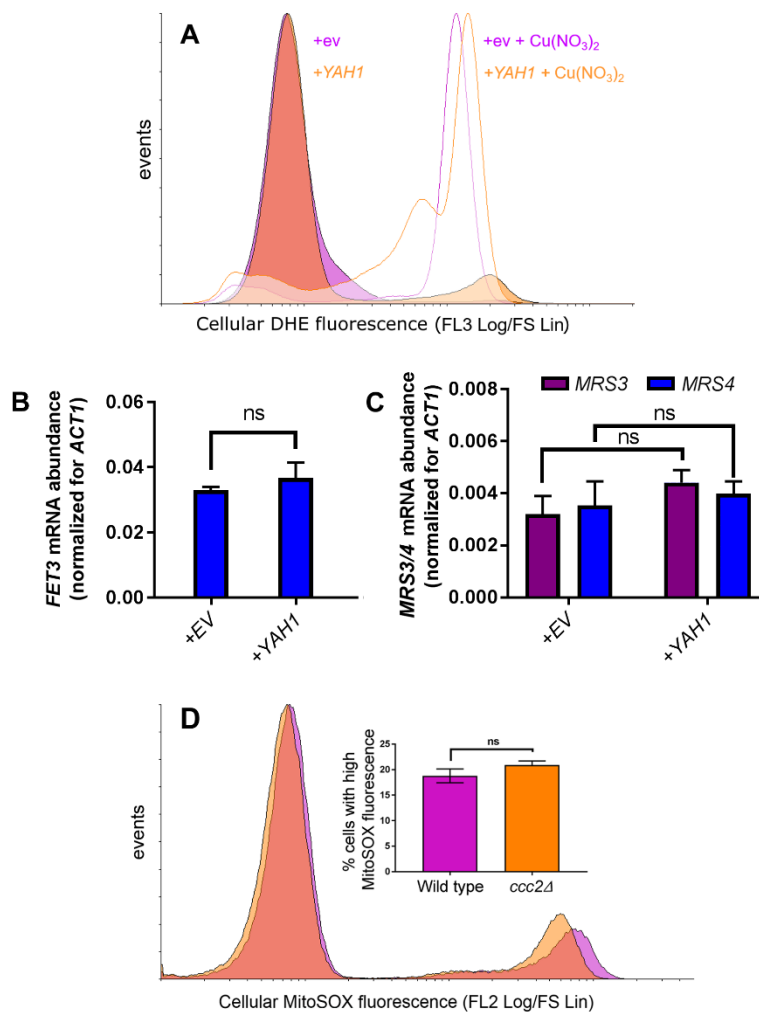 A
+ev
+ev + Cu(NO₃)₂
+YAH1
+YAH1 + Cu(NO₃)₂
events
Cellular DHE fluorescence (FL3 Log/FS Lin)
B
FET3 mRNA abundance
(normalized for ACT1)
0.06
0.04
0.02
0.00
ns
+EV
+YAH1
C
MRS3/4 mRNA abundance
(normalized for ACT1)
0.008
0.006
0.004
0.002
0.000
MRS3
MRS4
ns
ns
+EV
+YAH1
D
events
Cellular MitoSOX fluorescence (FL2 Log/FS Lin)
% cells with high
MitoSOX fluorescence
25
20
15
10
5
0
ns
Wild type
ccc2Δ